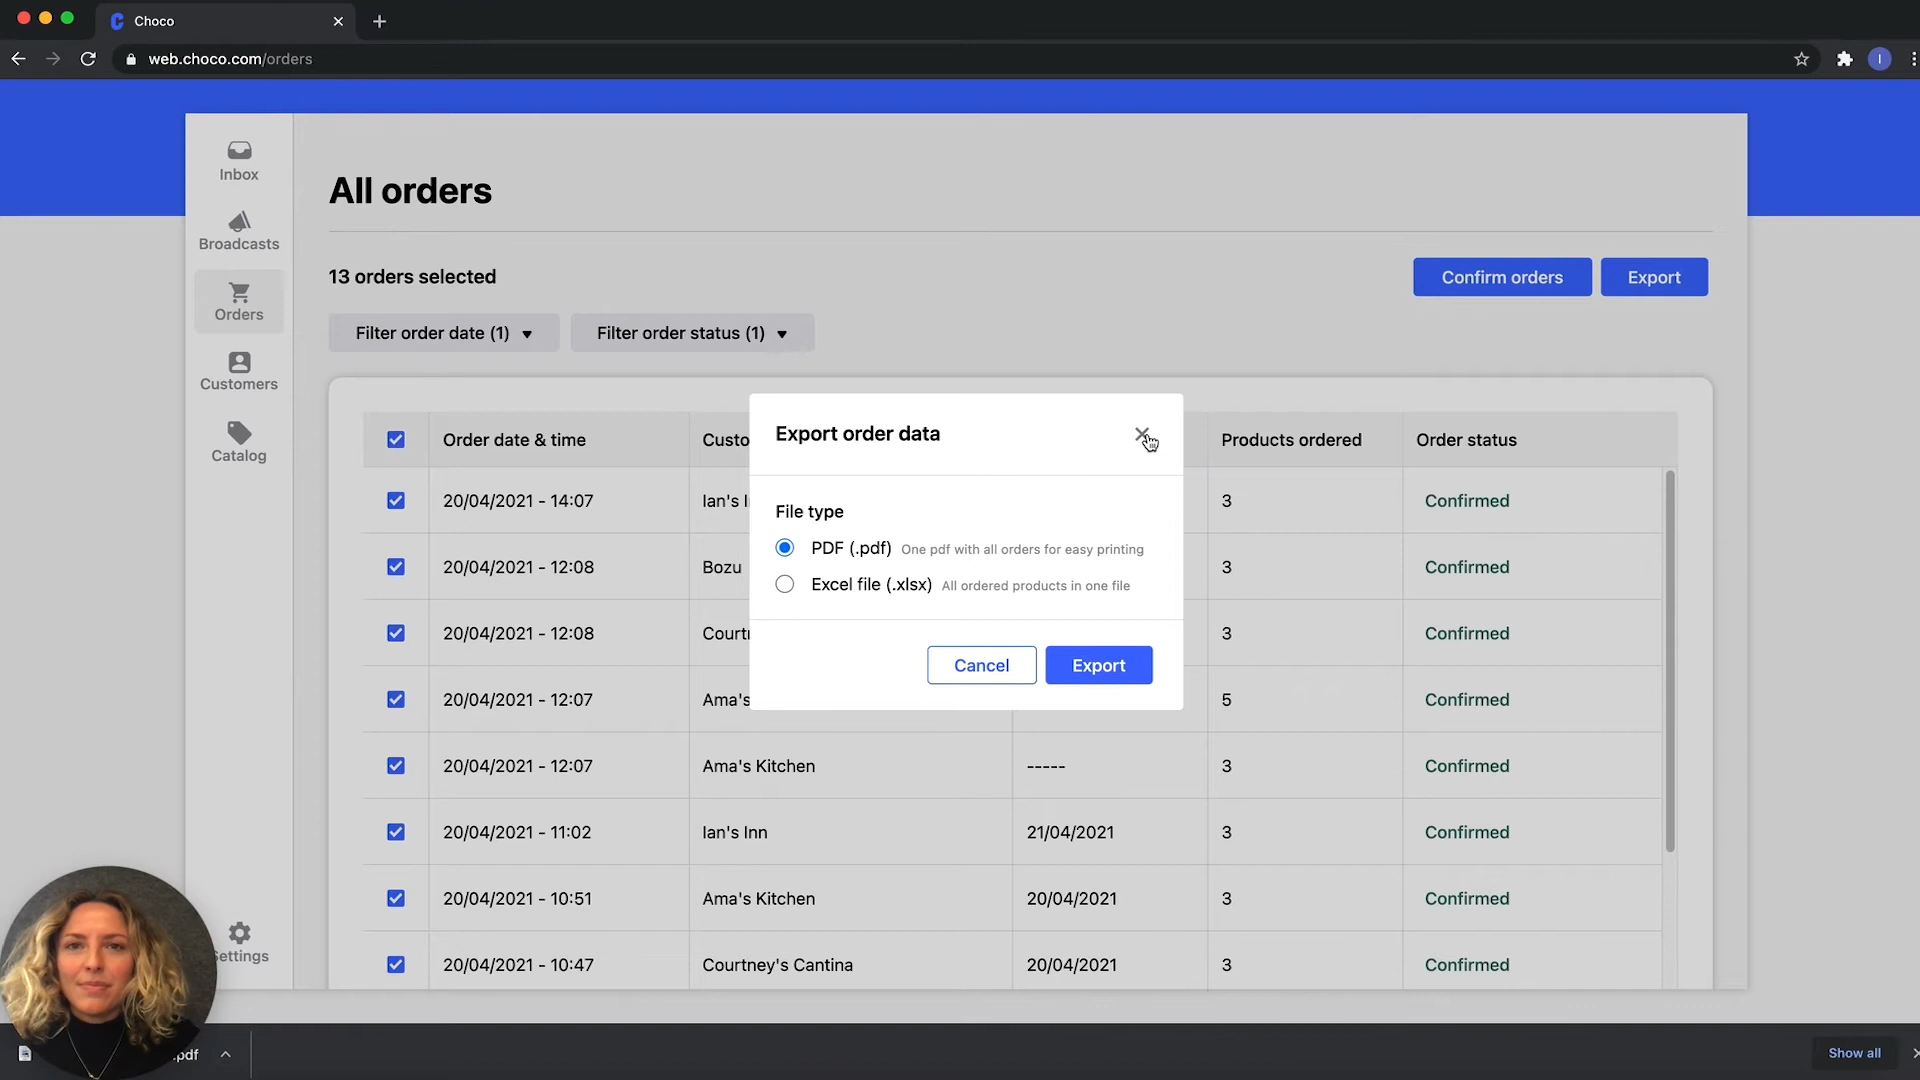 Choco
web.choco.com/orders
I
Inbox
Broadcasts
Orders
Customers
Catalog
Settings
All orders
13 orders selected
Confirm orders
Export
Filter order date (1)
Filter order status (1)
Order date & time
Products ordered
Order status
20/04/2021 - 14:07
Ian's
3
Confirmed
20/04/2021 - 12:08
Bozu
3
Confirmed
20/04/2021 - 12:08
3
Confirmed
20/04/2021 - 12:07
Ama's
5
Confirmed
20/04/2021 - 12:07
Ama's Kitchen
-----
3
Confirmed
20/04/2021 - 11:02
Ian's Inn
21/04/2021
3
Confirmed
20/04/2021 - 10:51
Ama's Kitchen
20/04/2021
3
Confirmed
20/04/2021 - 10:47
Courtney's Cantina
20/04/2021
3
Confirmed
Export order data
File type
PDF (.pdf) One pdf with all orders for easy printing
Excel file (.xlsx) All ordered products in one file
Cancel
Export
.pdf
Show all